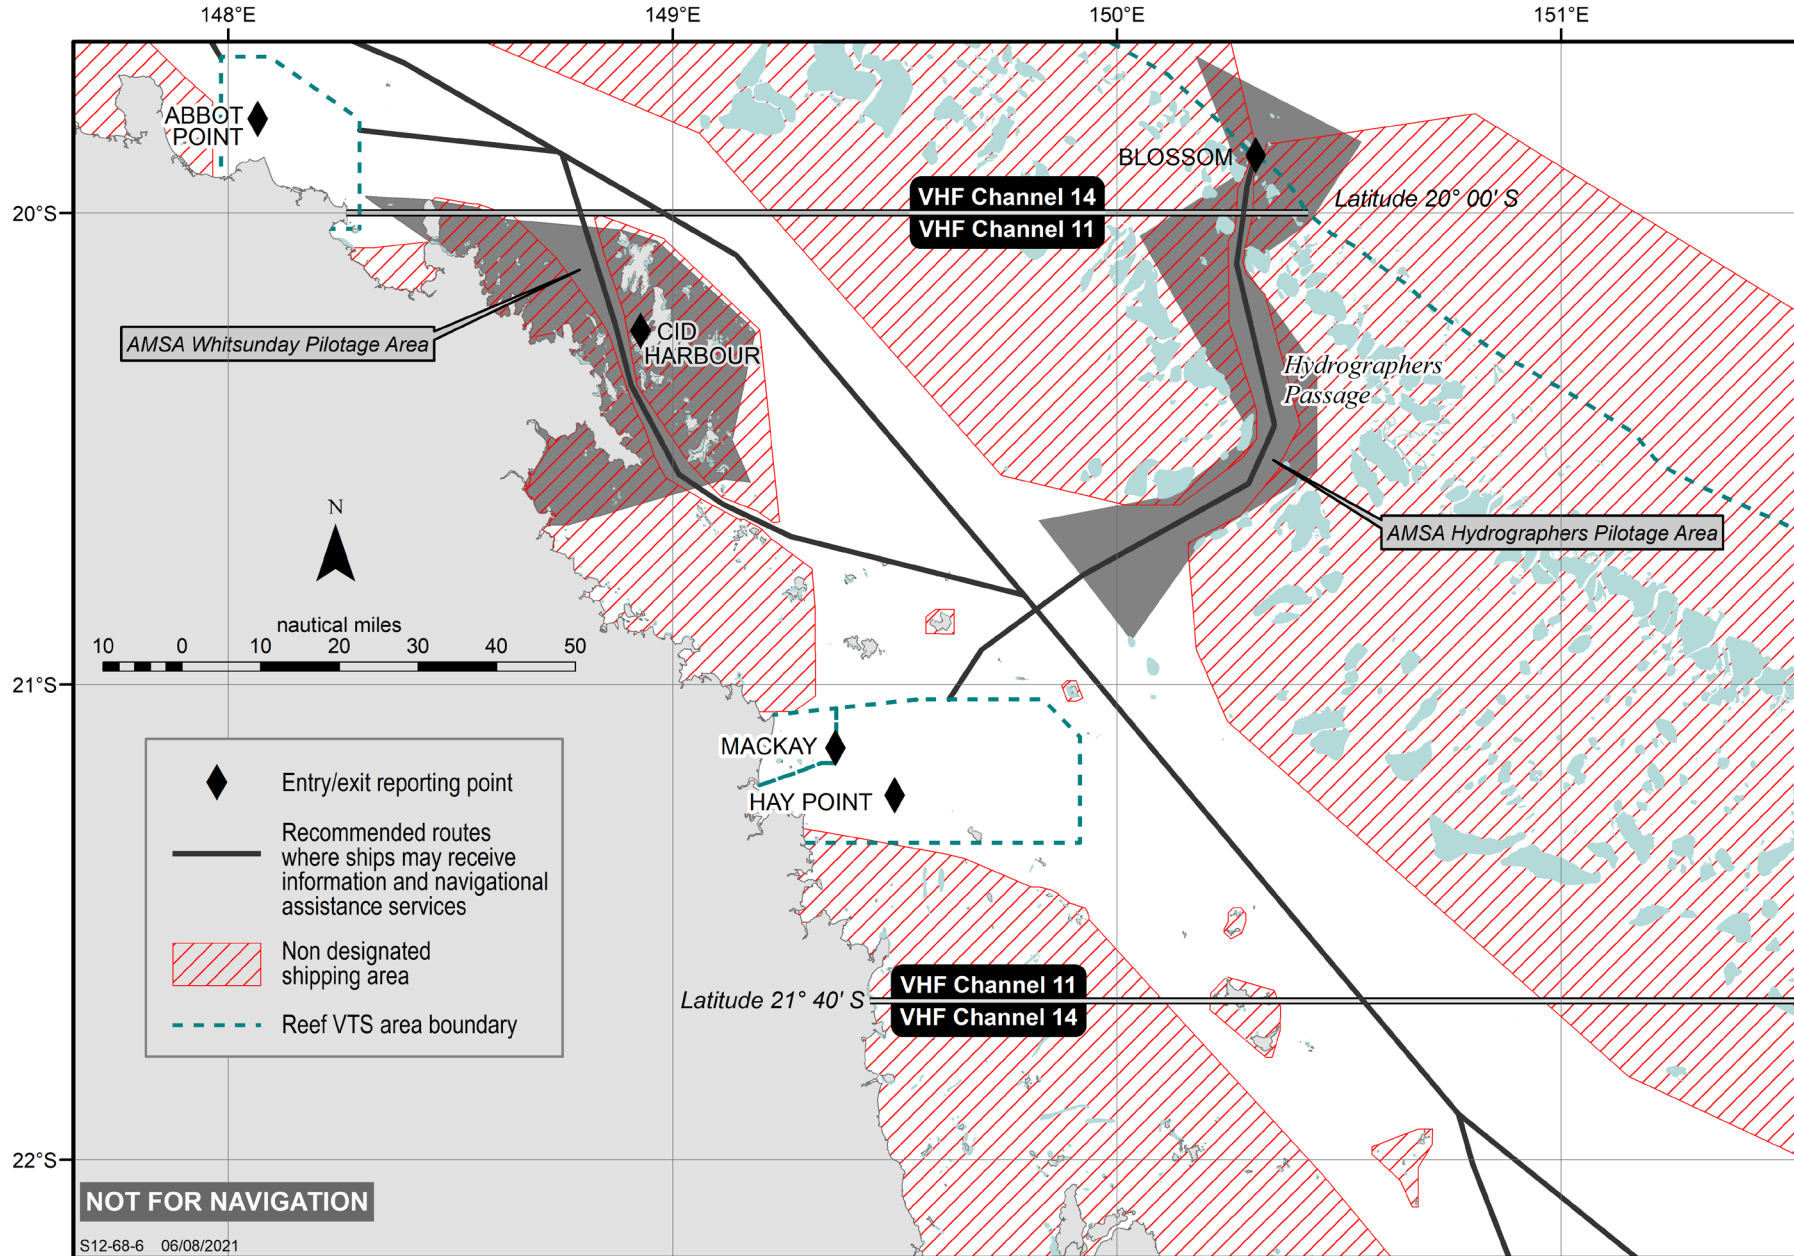 148°E
149°E
150°E
151°E
ABBOT
POINT
BLOSSOM
VHF Channel 14
VHF Channel 11
Latitude 20° 00' S
20°S
AMSA Whitsunday Pilotage Area
CID
HARBOUR
Hydrographers
Passage
AMSA Hydrographers Pilotage Area
N
nautical miles
10 0 10 20 30 40 50
21°S
MACKAY
HAY POINT
Entry/exit reporting point
Recommended routes
where ships may receive
information and navigational
assistance services
Non designated
shipping area
Reef VTS area boundary
Latitude 21° 40' S
VHF Channel 11
VHF Channel 14
22°S
NOT FOR NAVIGATION
S12-68-6 06/08/2021